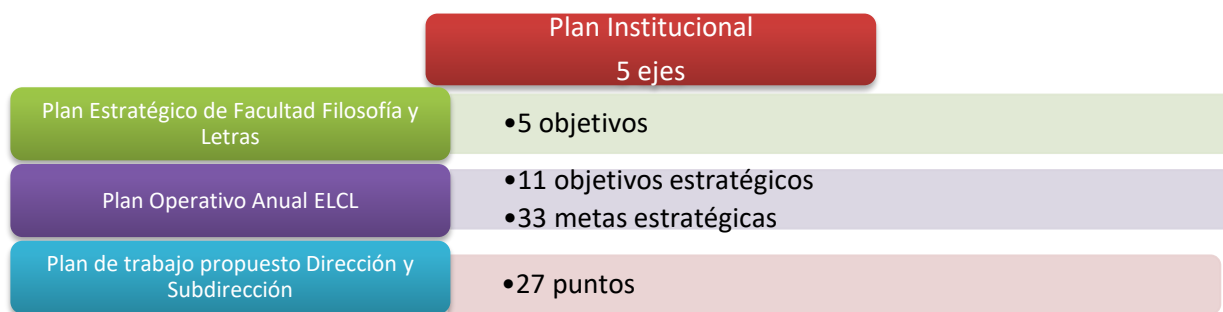 Plan Institucional
5 ejes
Plan Estratégico de Facultad Filosofía y
Letras
•5 objetivos
Plan Operativo Anual ELCL
•11 objetivos estratégicos
•33 metas estratégicas
Plan de trabajo propuesto Dirección y
Subdirección
•27 puntos